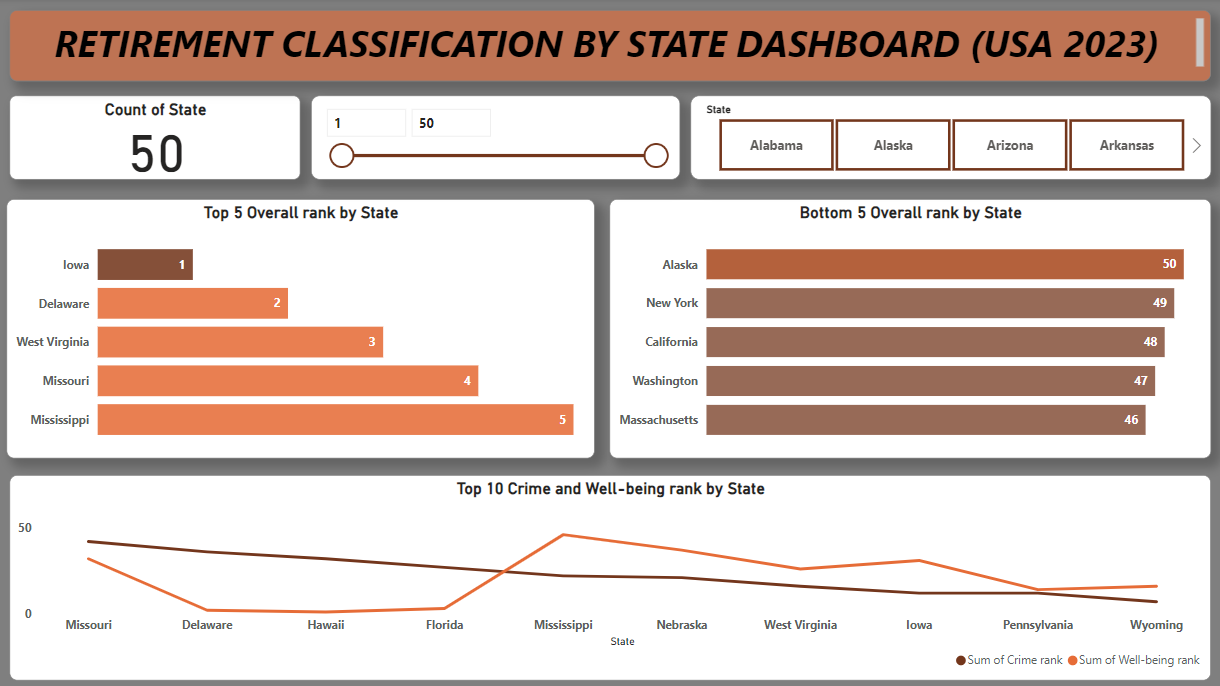 RETIREMENT CLASSIFICATION BY STATE DASHBOARD (USA 2023)
Count of State
50
1 50
State
Alabama Alaska Arizona Arkansas
Top 5 Overall rank by State
Iowa 1
Delaware 2
West Virginia 3
Missouri 4
Mississippi 5
Bottom 5 Overall rank by State
Alaska 50
New York 49
California 48
Washington 47
Massachusetts 46
Top 10 Crime and Well-being rank by State
50
0
Missouri Delaware Hawaii Florida Mississippi Nebraska West Virginia Iowa Pennsylvania Wyoming
State
Sum of Crime rank Sum of Well-being rank